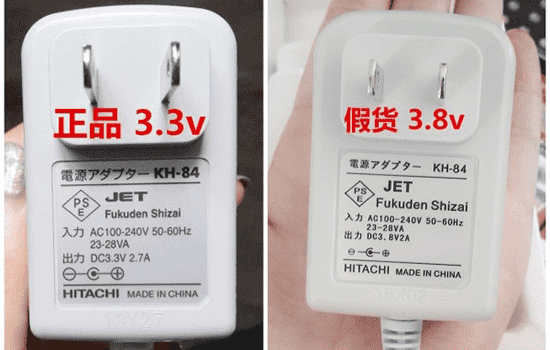 正品 3.3v
電源アダプター KH-84
PS
E
JET
Fukuden Shizai
入力 AC100-240V 50-60Hz
23-28VA
出力 DC3.3V 2.7A
HITACHI MADE IN CHINA
13X27
假货 3.8v
電源アダプター KH-84
PS
E
JET
Fukuden Shizai
入力 AC100-240V 50-60Hz
23-28VA
出力 DC3.8V2A
HITACHI MADE IN CHINA